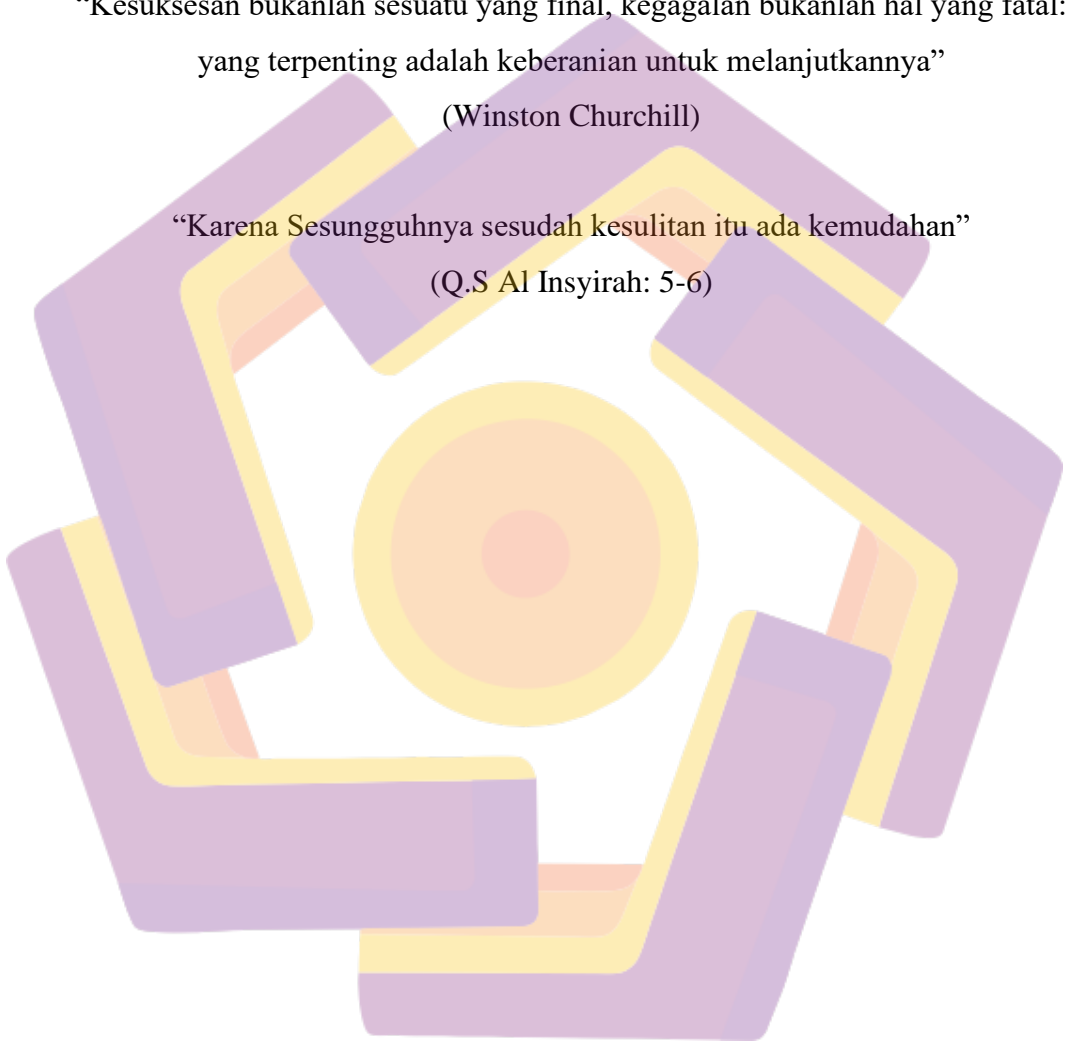 “Kesuksesan bukanlah sesuatu yang final, kegagalan bukanlah hal yang fatal:
yang terpenting adalah keberanian untuk melanjutkannya”
(Winston Churchill)
“Karena Sesungguhnya sesudah kesulitan itu ada kemudahan”
(Q.S Al Insyirah: 5-6)